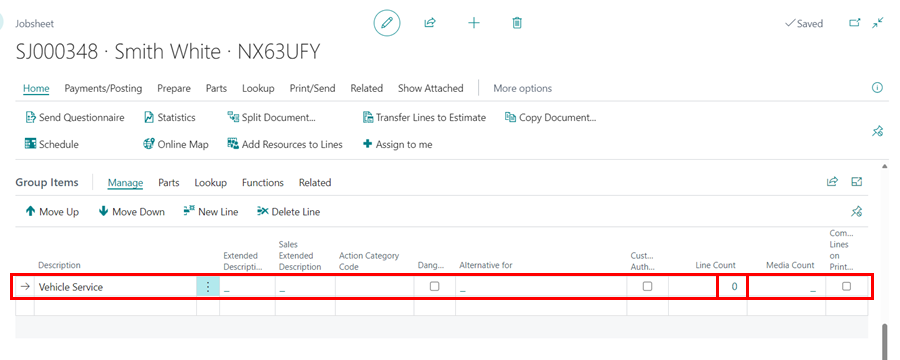 Jobsheet
Saved
SJ000348 · Smith White · NX63UFY
Home Payments/Posting Prepare Parts Lookup Print/Send Related Show Attached More options
Send Questionnaire Statistics Split Document... Transfer Lines to Estimate Copy Document...
Schedule Online Map Add Resources to Lines Assign to me
Group Items Manage Parts Lookup Functions Related
Move Up Move Down New Line Delete Line
Description Extended Descripti... Sales Extended Description Action Category Code Dang... Alternative for Cust... Auth... Line Count Media Count Com... Lines on Print...
Vehicle Service _ _ _ 0 _